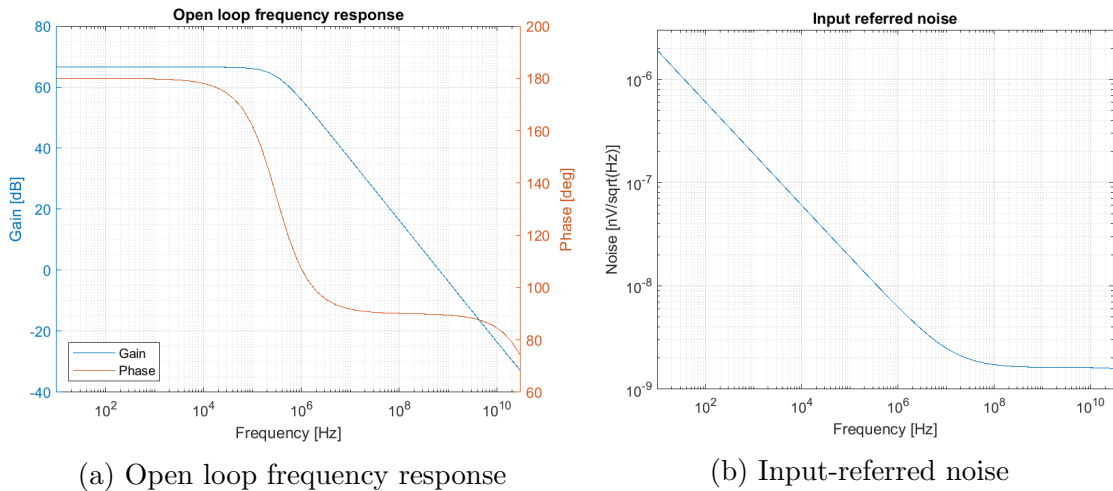 Open loop frequency response
80
60
40
20
0
-20
-40
Gain [dB]
200
180
160
140
120
100
80
60
Phase [deg]
Gain
Phase
10^2
10^4
10^6
10^8
10^10
Frequency [Hz]
(a) Open loop frequency response
Input referred noise
10^-6
10^-7
10^-8
10^-9
Noise [nV/sqrt(Hz)]
10^2
10^4
10^6
10^8
10^10
Frequency [Hz]
(b) Input-referred noise